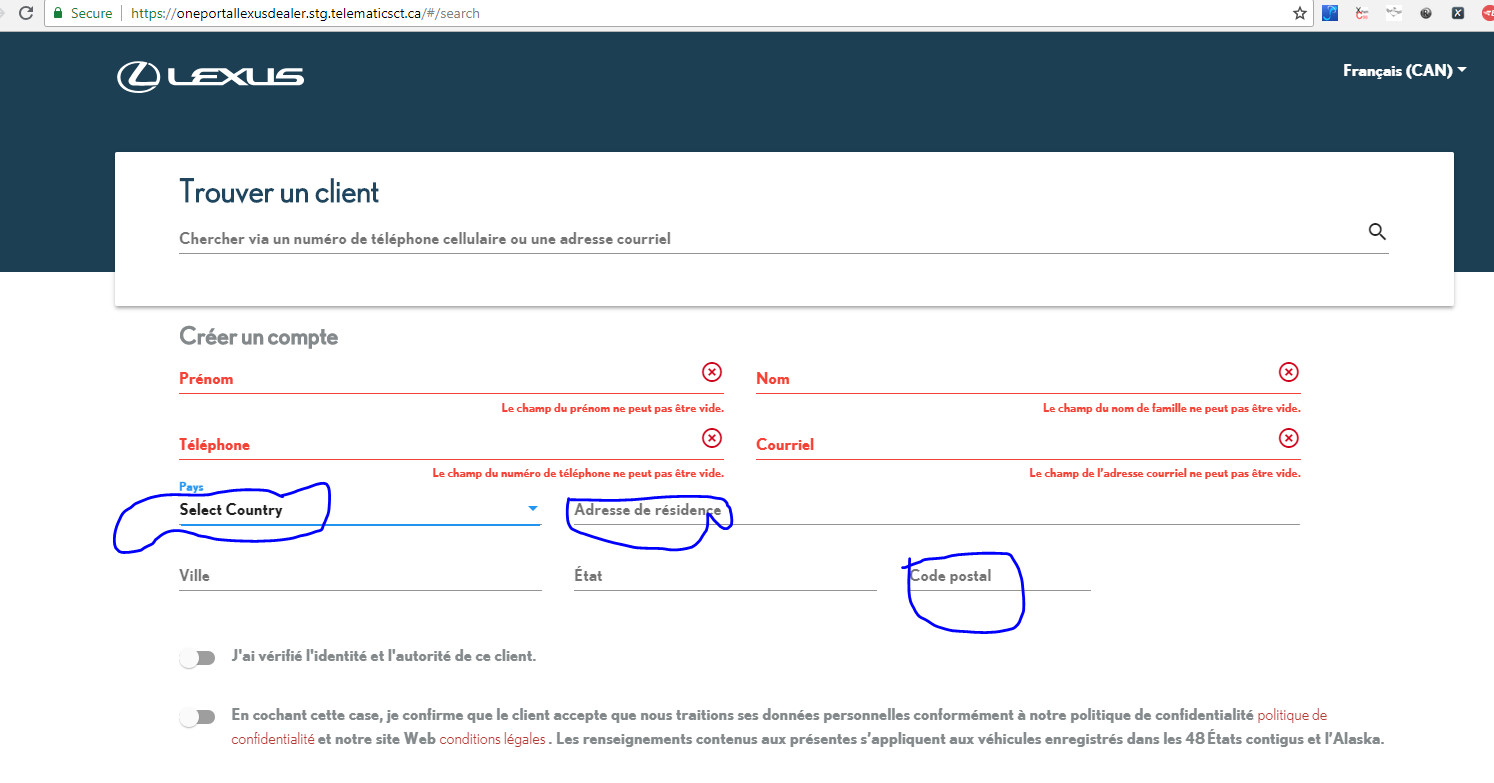 Secure | https://oneportallexusdealer.stg.telematicsct.ca/#/search
LEXUS
Français (CAN)
Trouver un client
Chercher via un numéro de téléphone cellulaire ou une adresse courriel
Créer un compte
Prénom
Nom
Le champ du prénom ne peut pas être vide.
Le champ du nom de famille ne peut pas être vide.
Téléphone
Courriel
Le champ du numéro de téléphone ne peut pas être vide.
Le champ de l'adresse courriel ne peut pas être vide.
Pays
Select Country
Adresse de résidence
Ville
État
Code postal
J'ai vérifié l'identité et l'autorité de ce client.
En cochant cette case, je confirme que le client accepte que nous traitions ses données personnelles conformément à notre politique de confidentialité politique de
confidentialité et notre site Web conditions légales . Les renseignements contenus aux présentes s'appliquent aux véhicules enregistrés dans les 48 États contigus et l'Alaska.